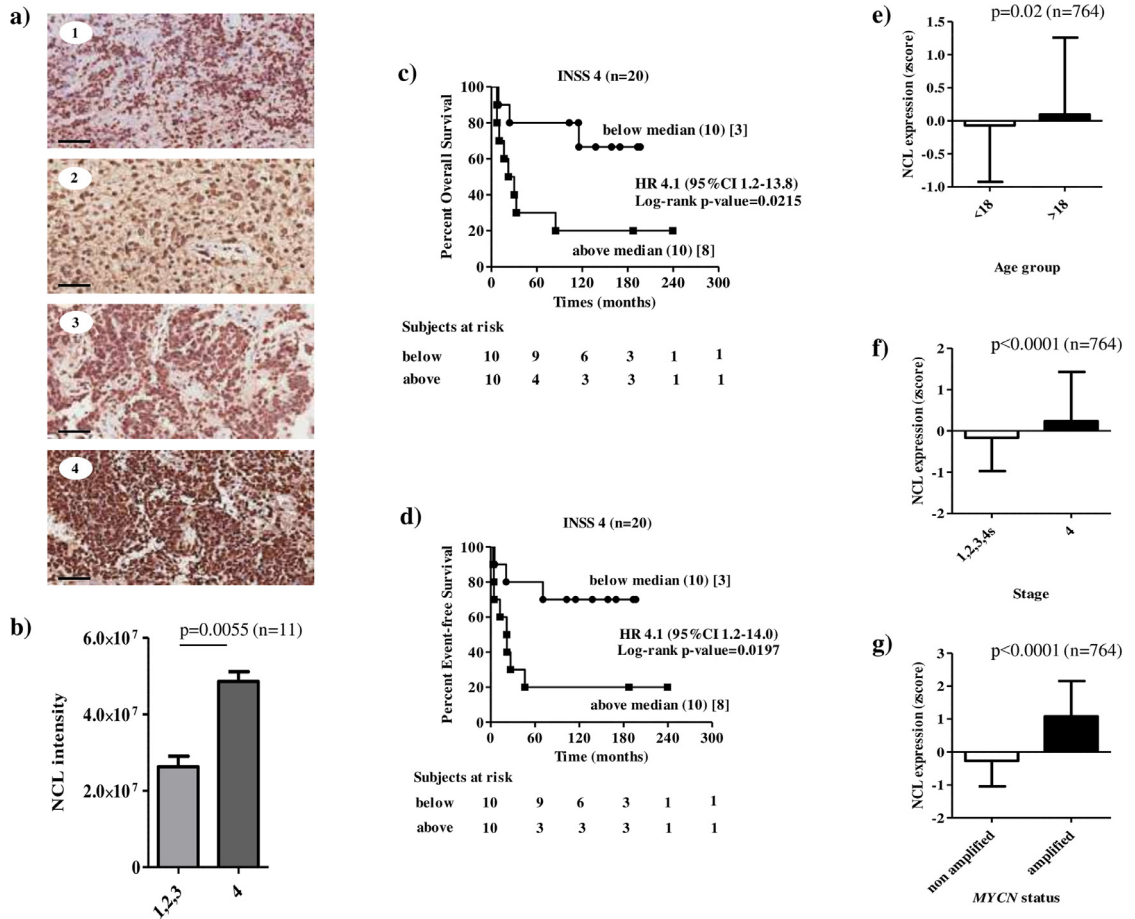 a)
1
2
3
4
b)
p=0.0055 (n=11)
NCL intensity
6.0×10⁷
4.0×10⁷
2.0×10⁷
0
1,2,3
4
c)
INSS 4 (n=20)
Percent Overall Survival
100
80
60
40
20
0
below median (10) [3]
HR 4.1 (95%CI 1.2-13.8)
Log-rank p-value=0.0215
above median (10) [8]
0 60 120 180 240 300
Times (months)
Subjects at risk
below 10 9 6 3 1 1
above 10 4 3 3 1 1
d)
INSS 4 (n=20)
Percent Event-free Survival
100
80
60
40
20
0
below median (10) [3]
HR 4.1 (95%CI 1.2-14.0)
Log-rank p-value=0.0197
above median (10) [8]
0 60 120 180 240 300
Time (months)
Subjects at risk
below 10 9 6 3 1 1
above 10 3 3 3 1 1
e)
p=0.02 (n=764)
NCL expression (zscore)
1.5
1.0
0.5
0.0
-0.5
-1.0
<18
>18
Age group
f)
p<0.0001 (n=764)
NCL expression (zscore)
2
1
0
-1
-2
1,2,3,4s
4
Stage
g)
p<0.0001 (n=764)
NCL expression (zscore)
3
2
1
0
-1
-2
non amplified
amplified
MYCN status